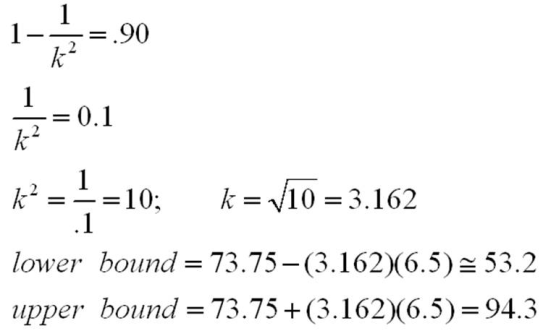 1 - 1/k² = .90
1/k² = 0.1
k² = 1/.1 = 10; k = √10 = 3.162
lower bound = 73.75 − (3.162)(6.5) ≅ 53.2
upper bound = 73.75 + (3.162)(6.5) = 94.3